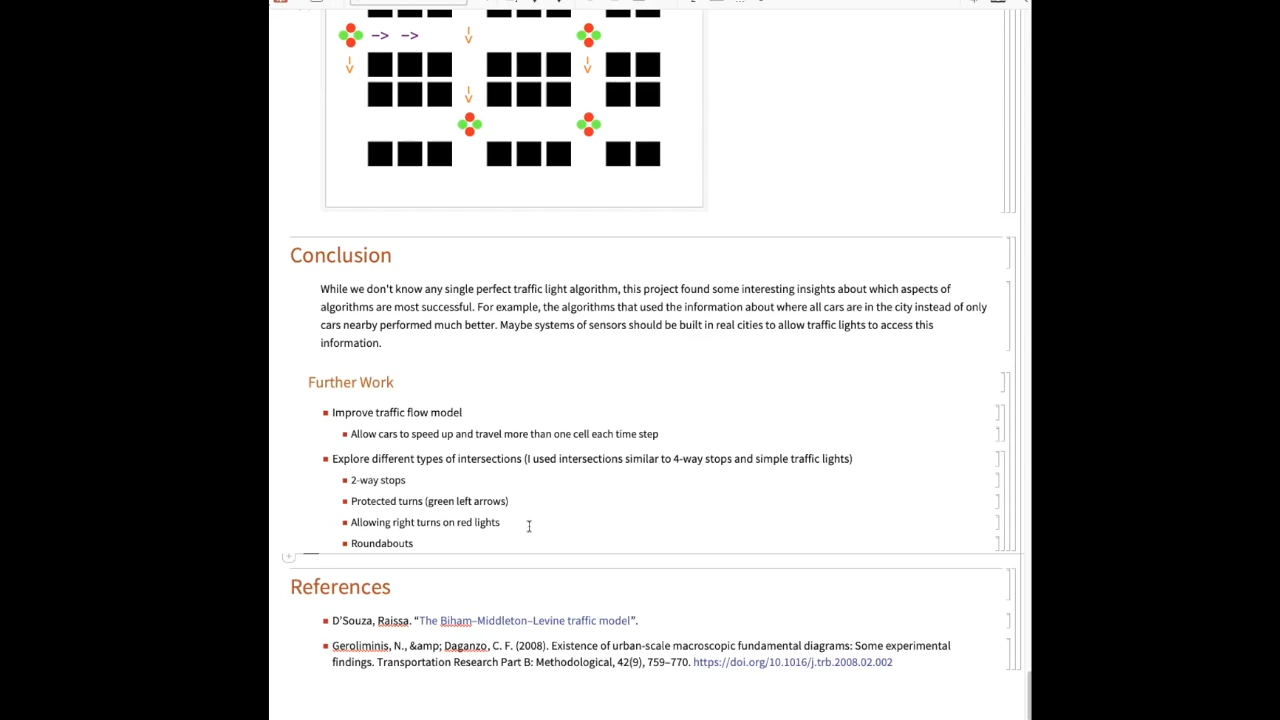 -> ->
Conclusion
While we don't know any single perfect traffic light algorithm, this project found some interesting insights about which aspects of
algorithms are most successful. For example, the algorithms that used the information about where all cars are in the city instead of only
cars nearby performed much better. Maybe systems of sensors should be built in real cities to allow traffic lights to access this
information.
Further Work
Improve traffic flow model
Allow cars to speed up and travel more than one cell each time step
Explore different types of intersections (I used intersections similar to 4-way stops and simple traffic lights)
2-way stops
Protected turns (green left arrows)
Allowing right turns on red lights
Roundabouts
References
D'Souza, Raissa. “The Biham–Middleton–Levine traffic model”.
Geroliminis, N., &amp; Daganzo, C. F. (2008). Existence of urban-scale macroscopic fundamental diagrams: Some experimental
findings. Transportation Research Part B: Methodological, 42(9), 759–770. https://doi.org/10.1016/j.trb.2008.02.002